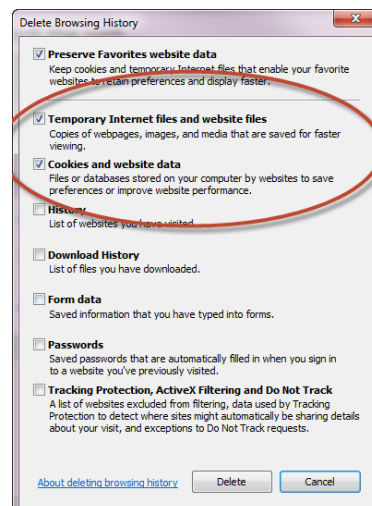 Delete Browsing History
Preserve Favorites website data
Keep cookies and temporary Internet files that enable your favorite
websites to retain preferences and display faster.
Temporary Internet files and website files
Copies of webpages, images, and media that are saved for faster
viewing.
Cookies and website data
Files or databases stored on your computer by websites to save
preferences or improve website performance.
History
List of websites you have visited.
Download History
List of files you have downloaded.
Form data
Saved information that you have typed into forms.
Passwords
Saved passwords that are automatically filled in when you sign in
to a website you've previously visited.
Tracking Protection, ActiveX Filtering and Do Not Track
A list of websites excluded from filtering, data used by Tracking
Protection to detect where sites might automatically be sharing details
about your visit, and exceptions to Do Not Track requests.
About deleting browsing history Delete Cancel